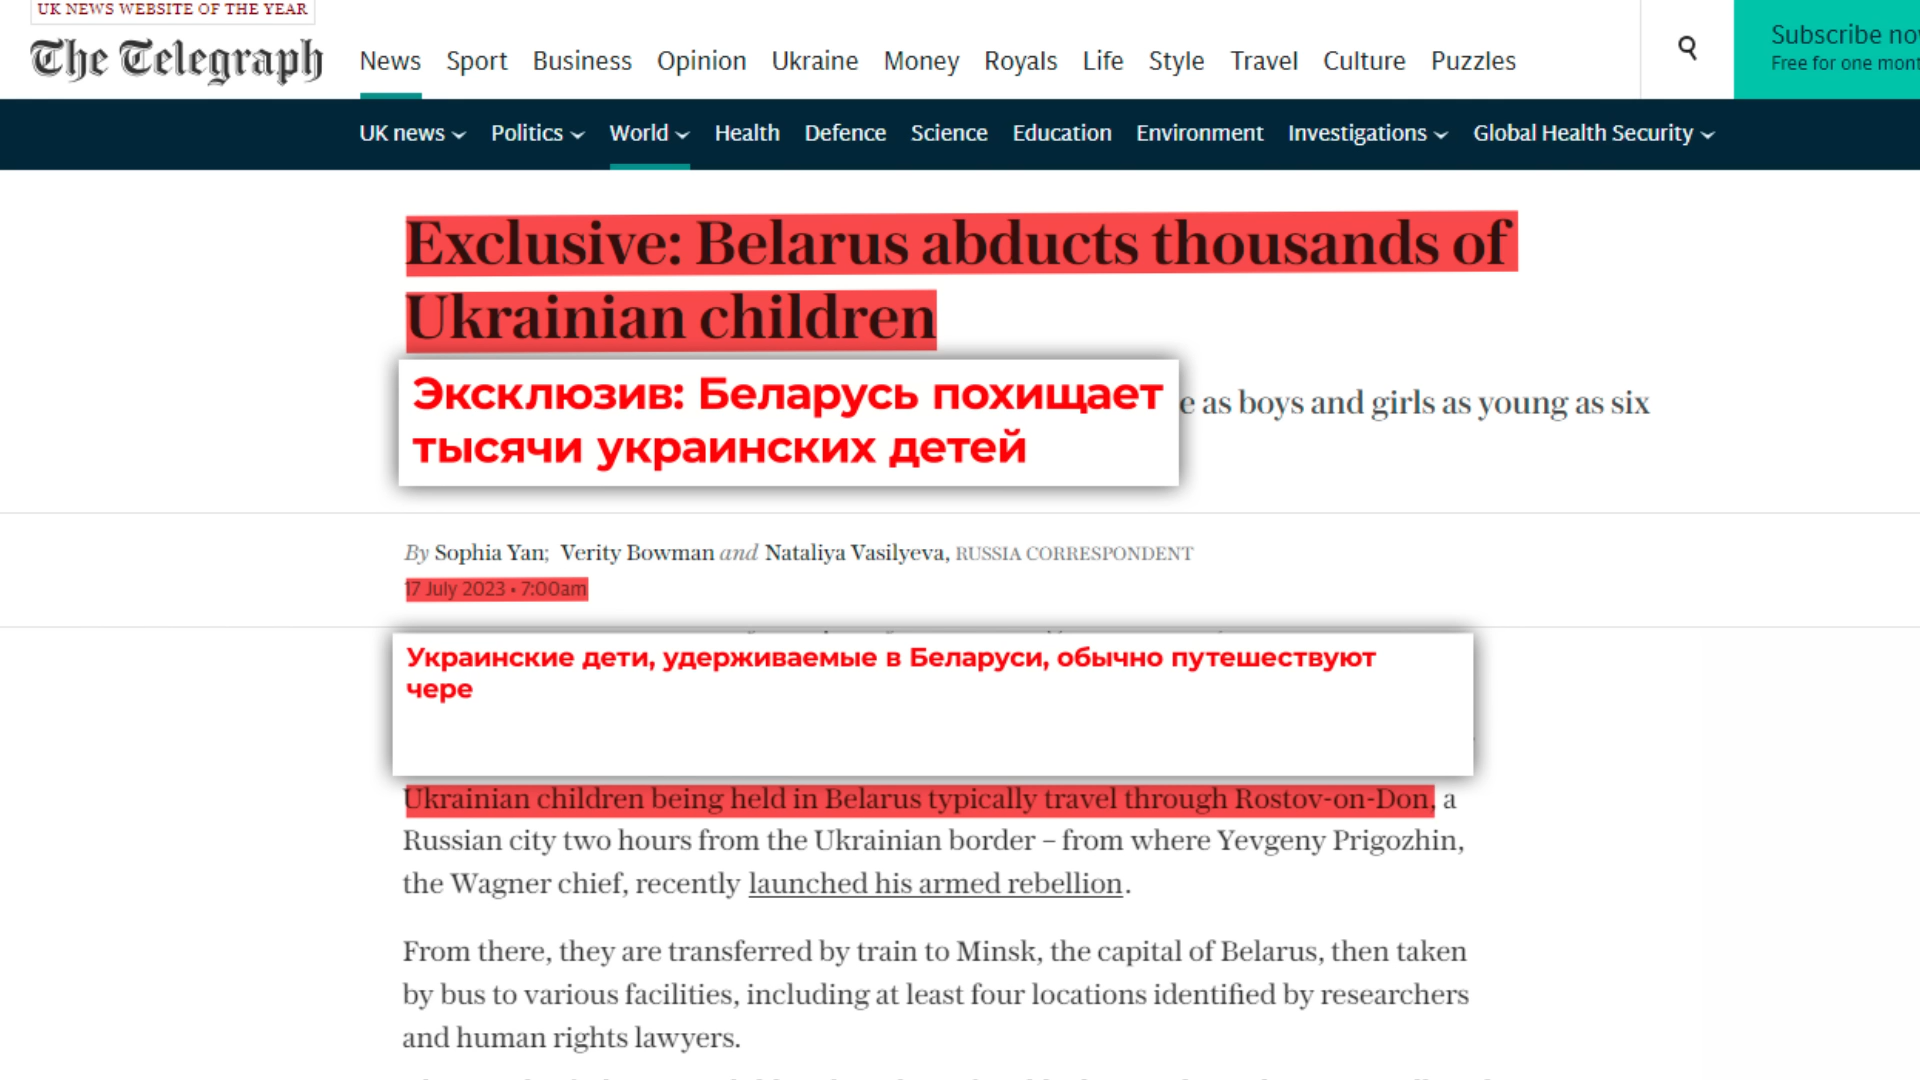 UK NEWS WEBSITE OF THE YEAR
The Telegraph
News Sport Business Opinion Ukraine Money Royals Life Style Travel Culture Puzzles
Subscribe
Free for one
UK news Politics World Health Defence Science Education Environment Investigations Global Health Security
Exclusive: Belarus abducts thousands of
Ukrainian children
Эксклюзив: Беларусь похищает
тысячи украинских детей
as boys and girls as young as six
By Sophia Yan; Verity Bowman and Nataliya Vasilyeva, RUSSIA CORRESPONDENT
17 July 2023 • 7:00am
Украинские дети, удерживаемые в Беларуси, обычно путешествуют
чере
Ukrainian children being held in Belarus typically travel through Rostov-on-Don, a
Russian city two hours from the Ukrainian border – from where Yevgeny Prigozhin,
the Wagner chief, recently launched his armed rebellion.
From there, they are transferred by train to Minsk, the capital of Belarus, then taken
by bus to various facilities, including at least four locations identified by researchers
and human rights lawyers.